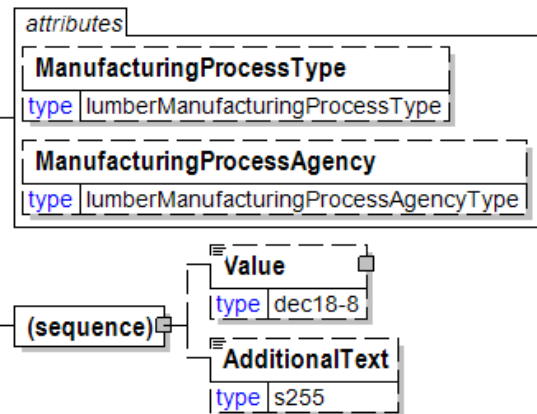 attributes
ManufacturingProcessType
type lumberManufacturingProcessType
ManufacturingProcessAgency
type lumberManufacturingProcessAgencyType
(sequence)
Value
type dec18-8
AdditionalText
type s255